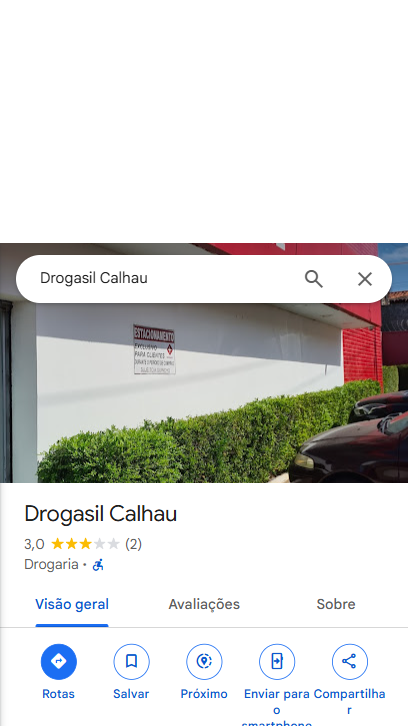 Drogasil Calhau
ESTACIONAMENTO
EXCLUSIVO
PARA CLIENTES
Drogasil Calhau
3,0 (2)
Drogaria ·
Visão geral Avaliações Sobre
Rotas Salvar Próximo Enviar para o smartphone Compartilhar